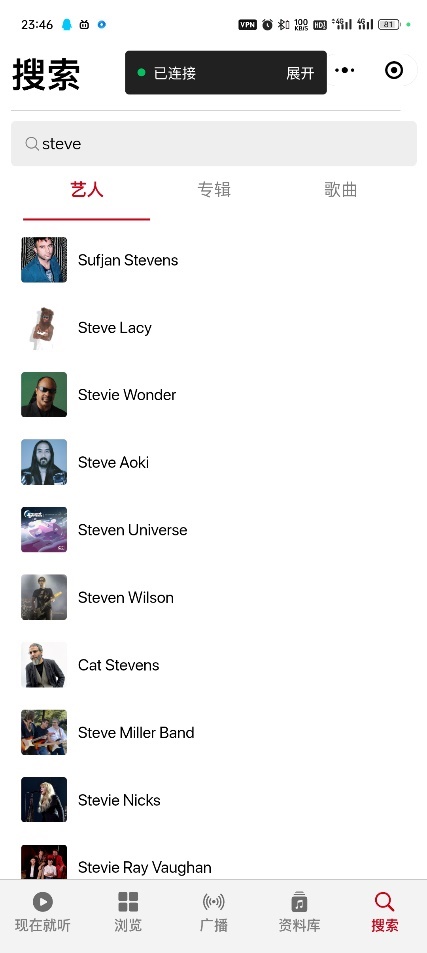 23:46 VPN 100 KB/S HD 4G 4G 81
搜索
已连接 展开
steve
艺人 专辑 歌曲
Sufjan Stevens
Steve Lacy
Stevie Wonder
Steve Aoki
Steven Universe
Steven Wilson
Cat Stevens
Steve Miller Band
Stevie Nicks
Stevie Ray Vaughan
现在就听 浏览 广播 资料库 搜索